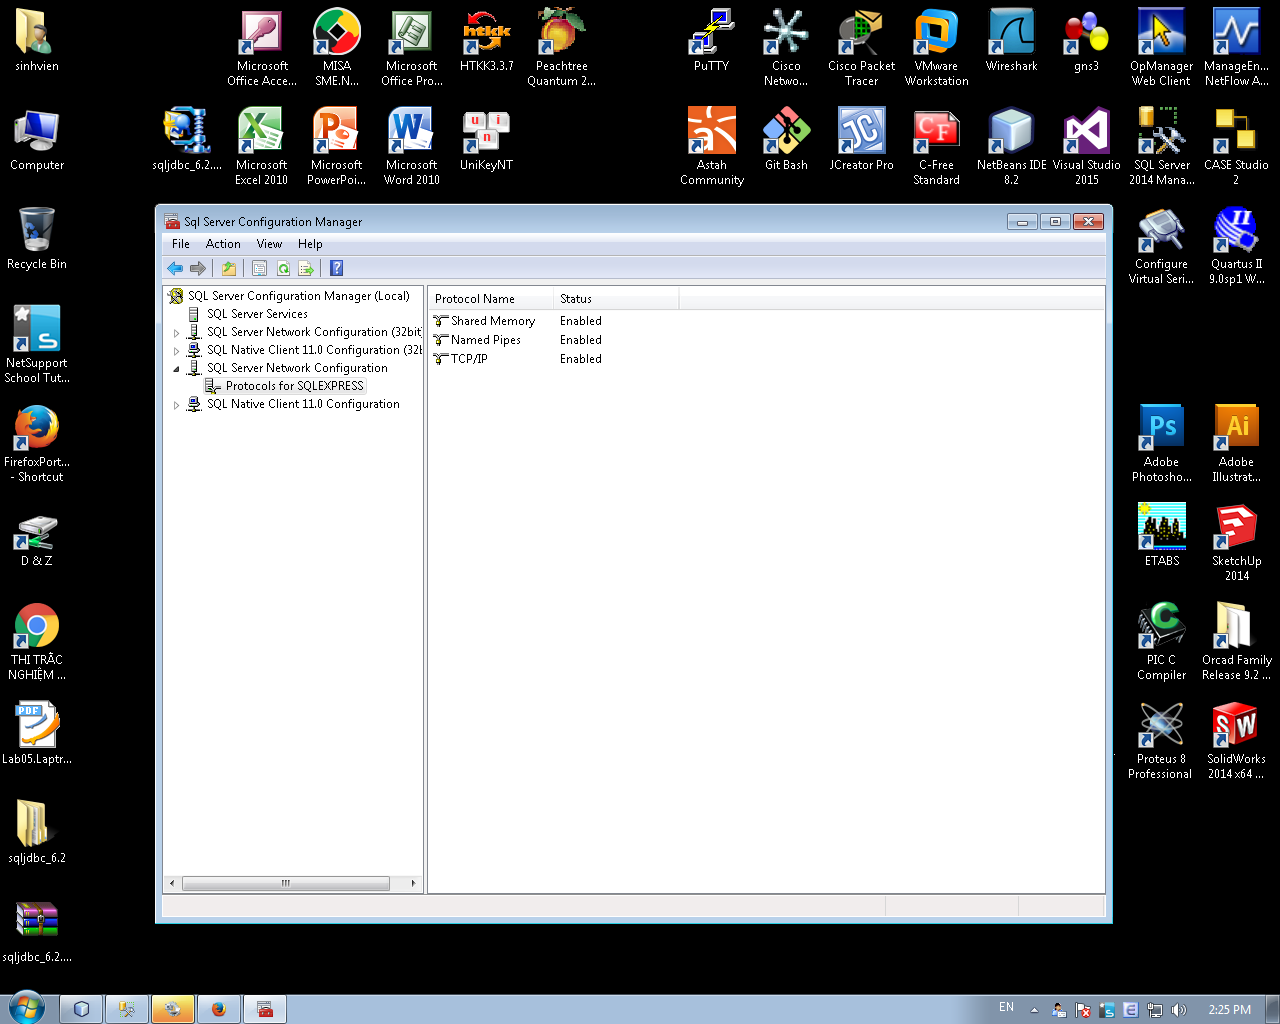 sinhvien
Microsoft
Office Acce...
MISA
SME.N...
Microsoft
Office Pro...
HTKK3.3.7
Peachtree
Quantum 2...
PuTTY
Cisco
Netwo...
Cisco Packet
Tracer
VMware
Workstation
Wireshark
gns3
OpManager
Web Client
ManageEn...
NetFlow A...
Computer
sqljdbc_6.2....
Microsoft
Excel 2010
Microsoft
PowerPoi...
Microsoft
Word 2010
UniKeyNT
Astah
Community
Git Bash
JCreator Pro
C-Free
Standard
NetBeans IDE
8.2
Visual Studio
2015
SQL Server
2014 Mana...
CASE Studio
2
Recycle Bin
Configure
Virtual Seri...
Quartus II
9.0sp1 W...
NetSupport
School Tut...
FirefoxPort...
- Shortcut
Adobe
Photosho...
Adobe
Illustrat...
D & Z
ETABS
SketchUp
2014
THI TRẮC
NGHIỆM ...
PIC C
Compiler
Orcad Family
Release 9.2 ...
Lab05.Laptr...
Proteus 8
Professional
SolidWorks
2014 x64 ...
sqljdbc_6.2
sqljdbc_6.2....
Sql Server Configuration Manager
File Action View Help
SQL Server Configuration Manager (Local)
SQL Server Services
SQL Server Network Configuration (32bit
SQL Native Client 11.0 Configuration (32b
SQL Server Network Configuration
Protocols for SQLEXPRESS
SQL Native Client 11.0 Configuration
Protocol Name Status
Shared Memory Enabled
Named Pipes Enabled
TCP/IP Enabled
EN
2:25 PM